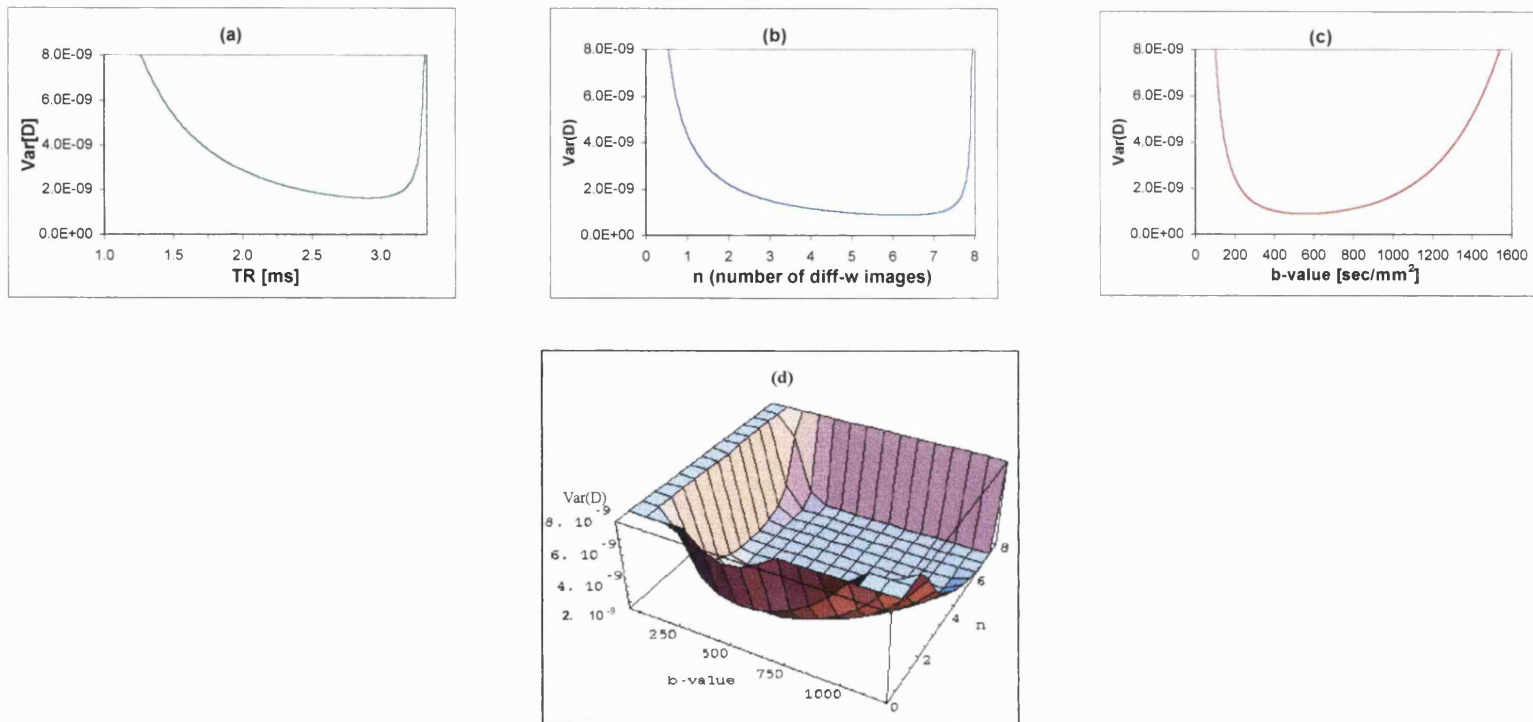 (a)
8.0E-09
6.0E-09
4.0E-09
2.0E-09
0.0E+00
Var[D]
1.0 1.5 2.0 2.5 3.0
TR [ms]
(b)
8.0E-09
6.0E-09
4.0E-09
2.0E-09
0.0E+00
Var(D)
0 1 2 3 4 5 6 7 8
n (number of diff-w images)
(c)
8.0E-09
6.0E-09
4.0E-09
2.0E-09
0.0E+00
Var(D)
0 200 400 600 800 1000 1200 1400 1600
b-value [sec/mm²]
(d)
Var(D)
8. 10⁻⁹
6. 10⁻⁹
4. 10⁻⁹
2. 10⁻⁹
250 500 750 1000
b-value
0 2 4 6 8
n